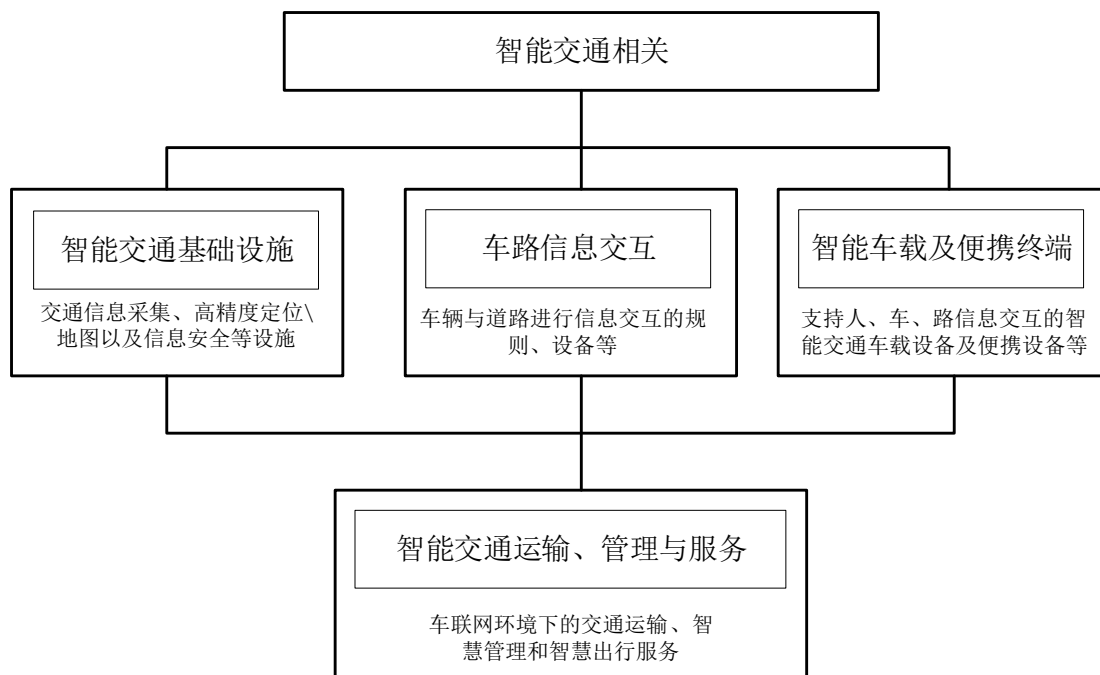 智能交通相关
智能交通基础设施
交通信息采集、高精度定位\
地图以及信息安全等设施
车路信息交互
车辆与道路进行信息交互的规
则、设备等
智能车载及便携终端
支持人、车、路信息交互的智
能交通车载设备及便携设备等
智能交通运输、管理与服务
车联网环境下的交通运输、智
慧管理和智慧出行服务